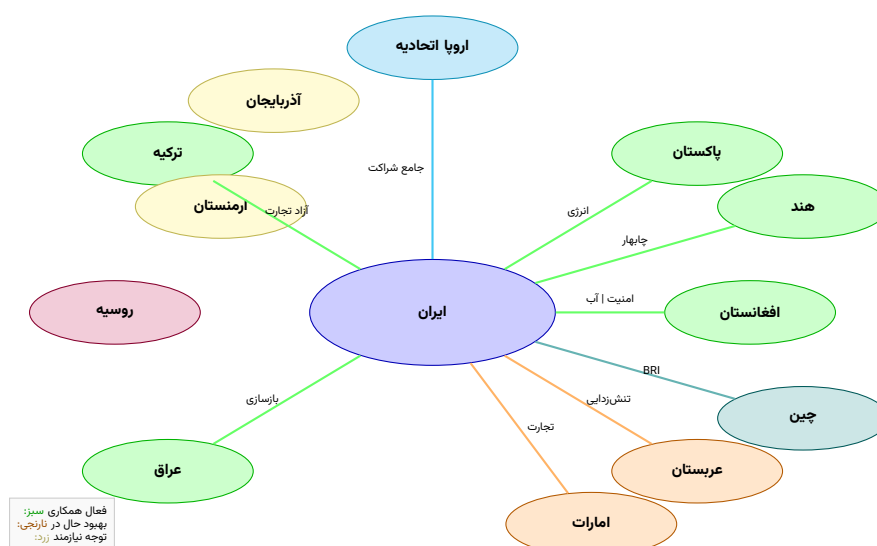 اروپا اتحادیه
آذربایجان
ترکیه
پاکستان
جامع شراکت
ارمنستان
آزاد تجارت
انرژی
هند
چابهار
روسیه
ایران
امنیت | آب
افغانستان
BRI
بازسازی
تنش‌زدایی
چین
تجارت
عراق
عربستان
امارات
فعال همکاری سبز:
بهبود حال در نارنجی:
توجه نیازمند زرد: